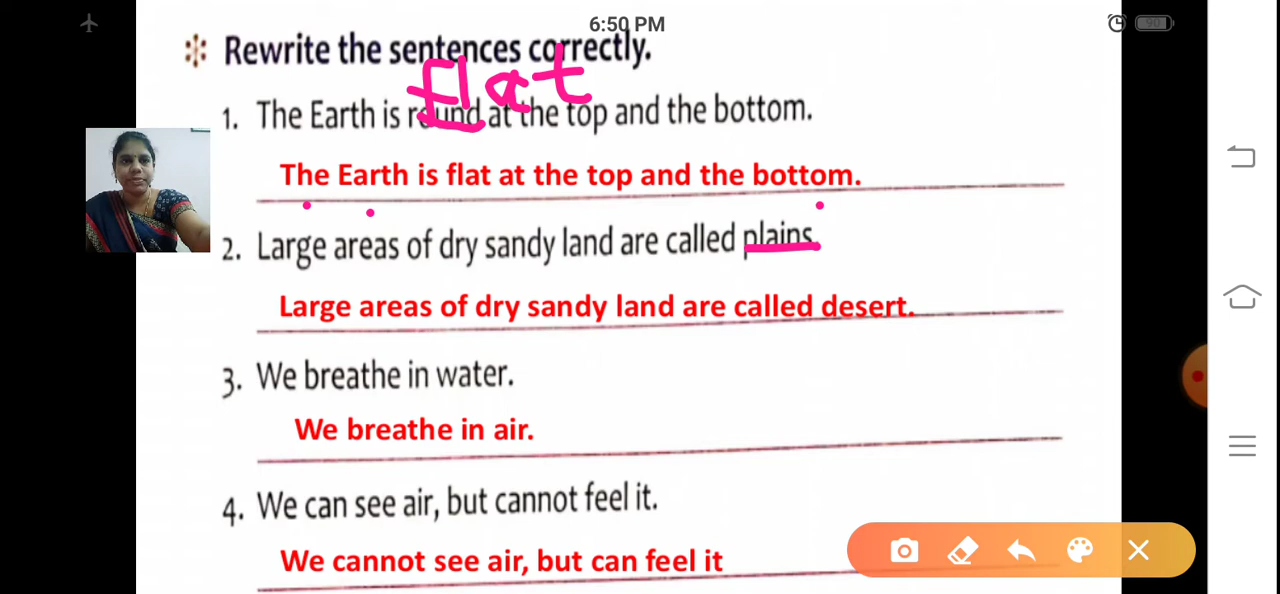 6:50 PM
90
Rewrite the sentences correctly.
flat
1. The Earth is round at the top and the bottom.
The Earth is flat at the top and the bottom.
2. Large areas of dry sandy land are called plains.
Large areas of dry sandy land are called desert.
3. We breathe in water.
We breathe in air.
4. We can see air, but cannot feel it.
We cannot see air, but can feel it